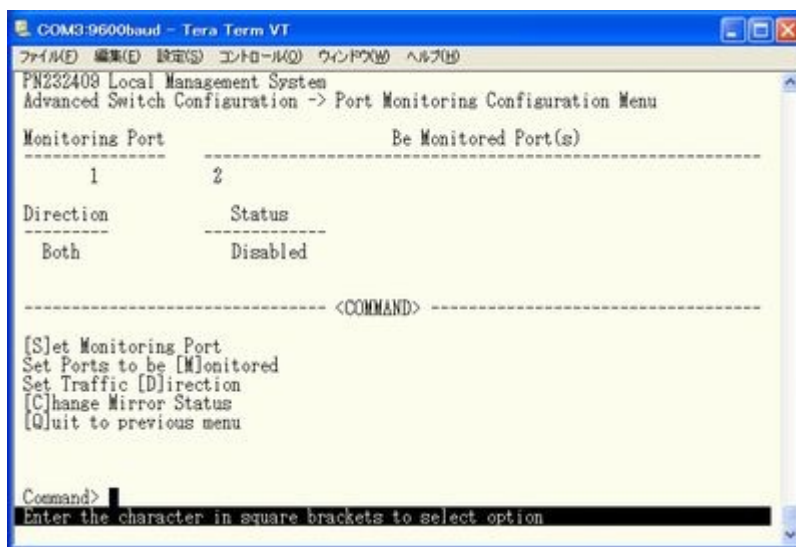 COM3:9600baud - Tera Term VT
ファイル(F) 編集(E) 設定(S) コントロール(O) ウィンドウ(W) ヘルプ(H)
PN232409 Local Management System
Advanced Switch Configuration -> Port Monitoring Configuration Menu
Monitoring Port Be Monitored Port(s)
--------------- ----------------------------------------------------------
1 2
Direction Status
--------- -------------
Both Disabled
-------------------------------- <COMMAND> -----------------------------------
[S]et Monitoring Port
Set Ports to be [M]onitored
Set Traffic [D]irection
[C]hange Mirror Status
[Q]uit to previous menu
Command>
Enter the character in square brackets to select option